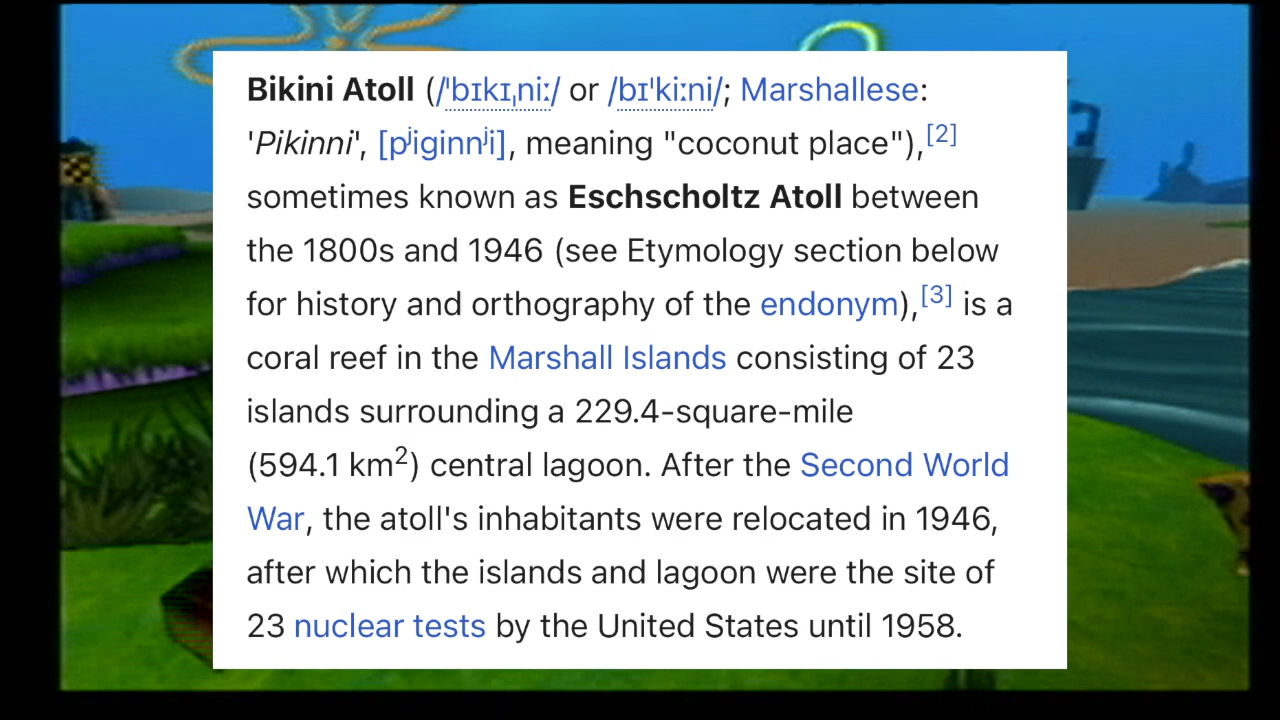 Bikini Atoll (/ˈbɪkɪˌniː/ or /bɪˈkiːni/; Marshallese:
'Pikinni', [pʲiɡinnʲi], meaning "coconut place"),[2]
sometimes known as Eschscholtz Atoll between
the 1800s and 1946 (see Etymology section below
for history and orthography of the endonym),[3] is a
coral reef in the Marshall Islands consisting of 23
islands surrounding a 229.4-square-mile
(594.1 km²) central lagoon. After the Second World
War, the atoll's inhabitants were relocated in 1946,
after which the islands and lagoon were the site of
23 nuclear tests by the United States until 1958.